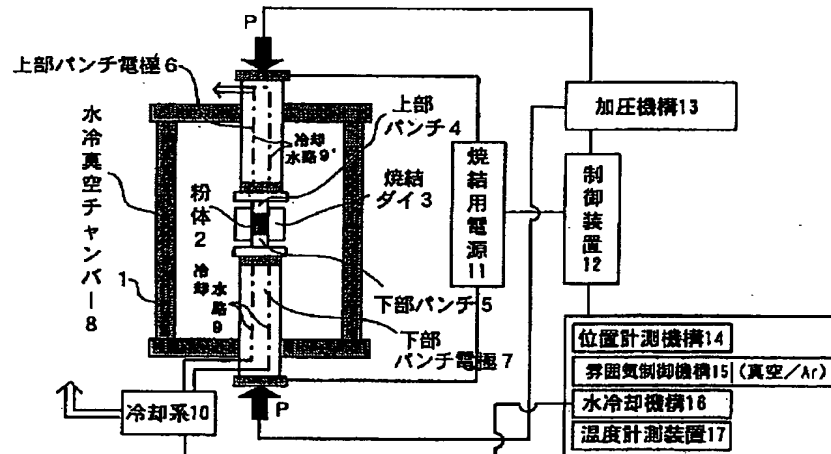 P
上部パンチ電極6
上部
パンチ4
加圧機構13
水冷真空チャンバー8
冷却
水路9'
粉体2
焼結
ダイ3
焼結用電源11
制御装置12
1
冷却
水路9
下部パンチ5
下部
パンチ電極7
位置計測機構14
雰囲気制御機構15 (真空/Ar)
水冷却機構16
温度計測装置17
冷却系10
P